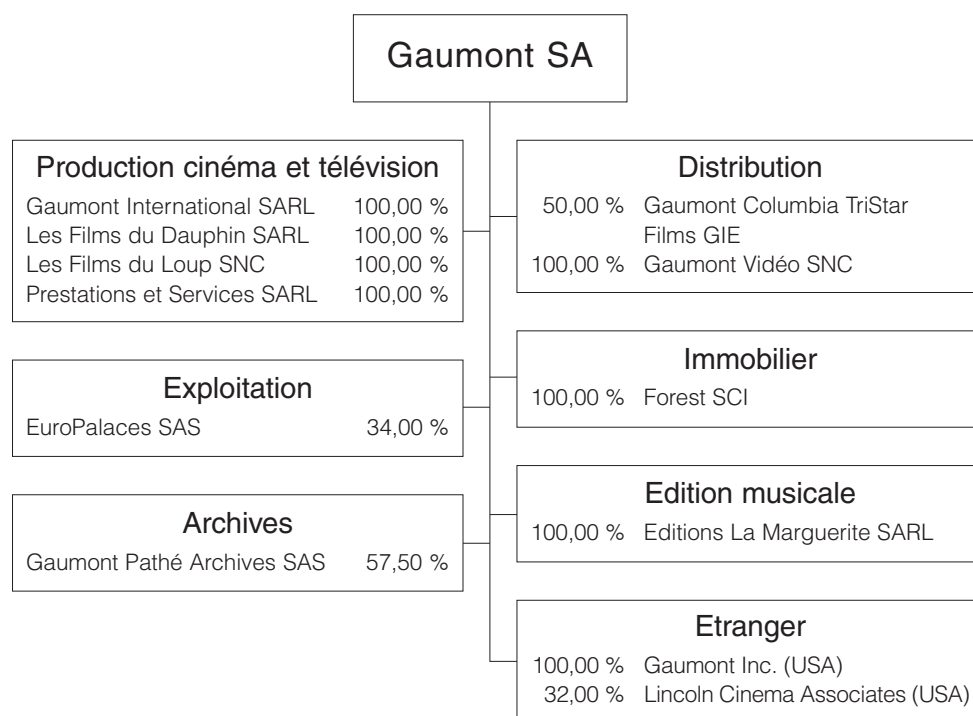 Gaumont SA
Production cinéma et télévision
Gaumont International SARL 100,00 %
Les Films du Dauphin SARL 100,00 %
Les Films du Loup SNC 100,00 %
Prestations et Services SARL 100,00 %
Exploitation
EuroPalaces SAS 34,00 %
Archives
Gaumont Pathé Archives SAS 57,50 %
Distribution
50,00 % Gaumont Columbia TriStar
Films GIE
100,00 % Gaumont Vidéo SNC
Immobilier
100,00 % Forest SCI
Edition musicale
100,00 % Editions La Marguerite SARL
Etranger
100,00 % Gaumont Inc. (USA)
32,00 % Lincoln Cinema Associates (USA)